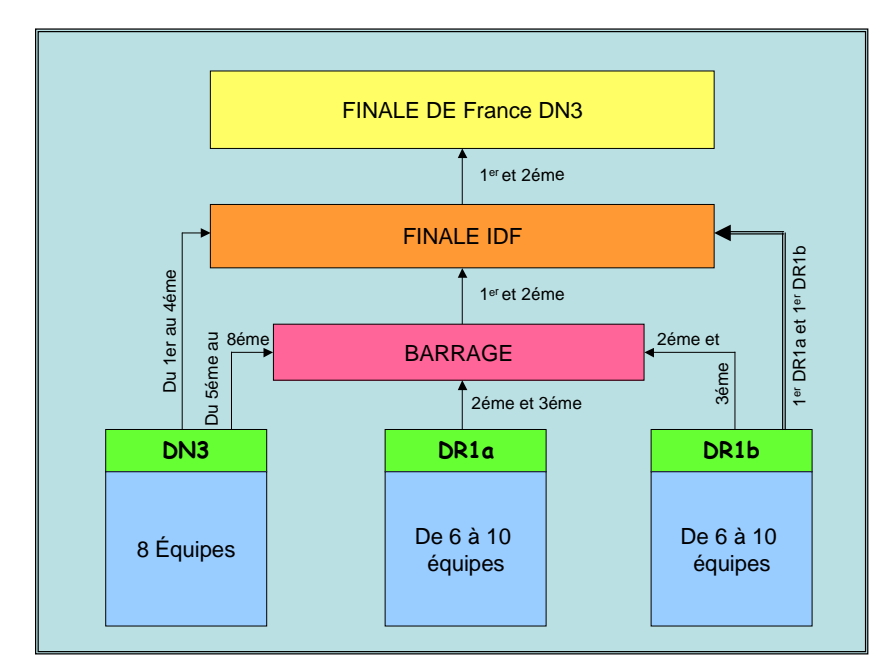 FINALE DE France DN3
1er et 2éme
FINALE IDF
Du 1er au 4éme
1er DR1a et 1er DR1b
1er et 2éme
Du 5éme au
8éme
BARRAGE
2éme et
3éme
2éme et 3éme
DN3
DR1a
DR1b
8 Équipes
De 6 à 10
équipes
De 6 à 10
équipes